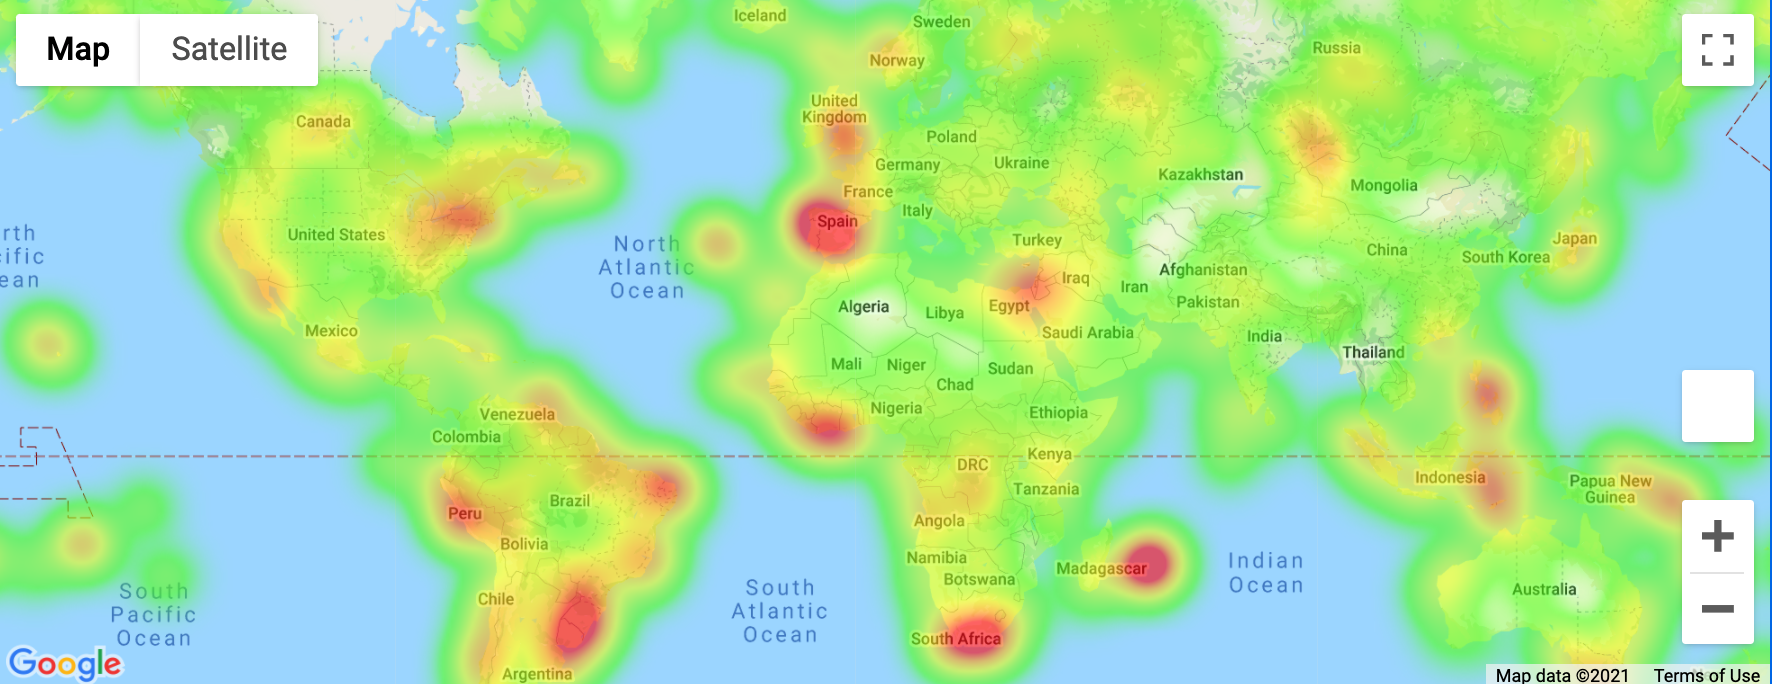 Map
Satellite
Iceland
Sweden
Norway
Russia
United
Kingdom
Canada
Poland
Germany
Ukraine
Kazakhstan
Mongolia
France
Spain
Italy
United States
North
Atlantic
Ocean
Turkey
Japan
China
South Korea
rth
cific
ean
Afghanistan
Iraq
Iran
Pakistan
Algeria
Libya
Egypt
Saudi Arabia
Mexico
India
Thailand
Mali
Niger
Sudan
Chad
Nigeria
Ethiopia
Venezuela
Colombia
Kenya
DRC
Indonesia
Papua New
Guinea
Tanzania
Brazil
Peru
Angola
Bolivia
Namibia
Botswana
Madagascar
Indian
Ocean
Australia
South
Pacific
Ocean
Chile
South
Atlantic
Ocean
South Africa
Argentina
Google
Map data ©2021
Terms of Use